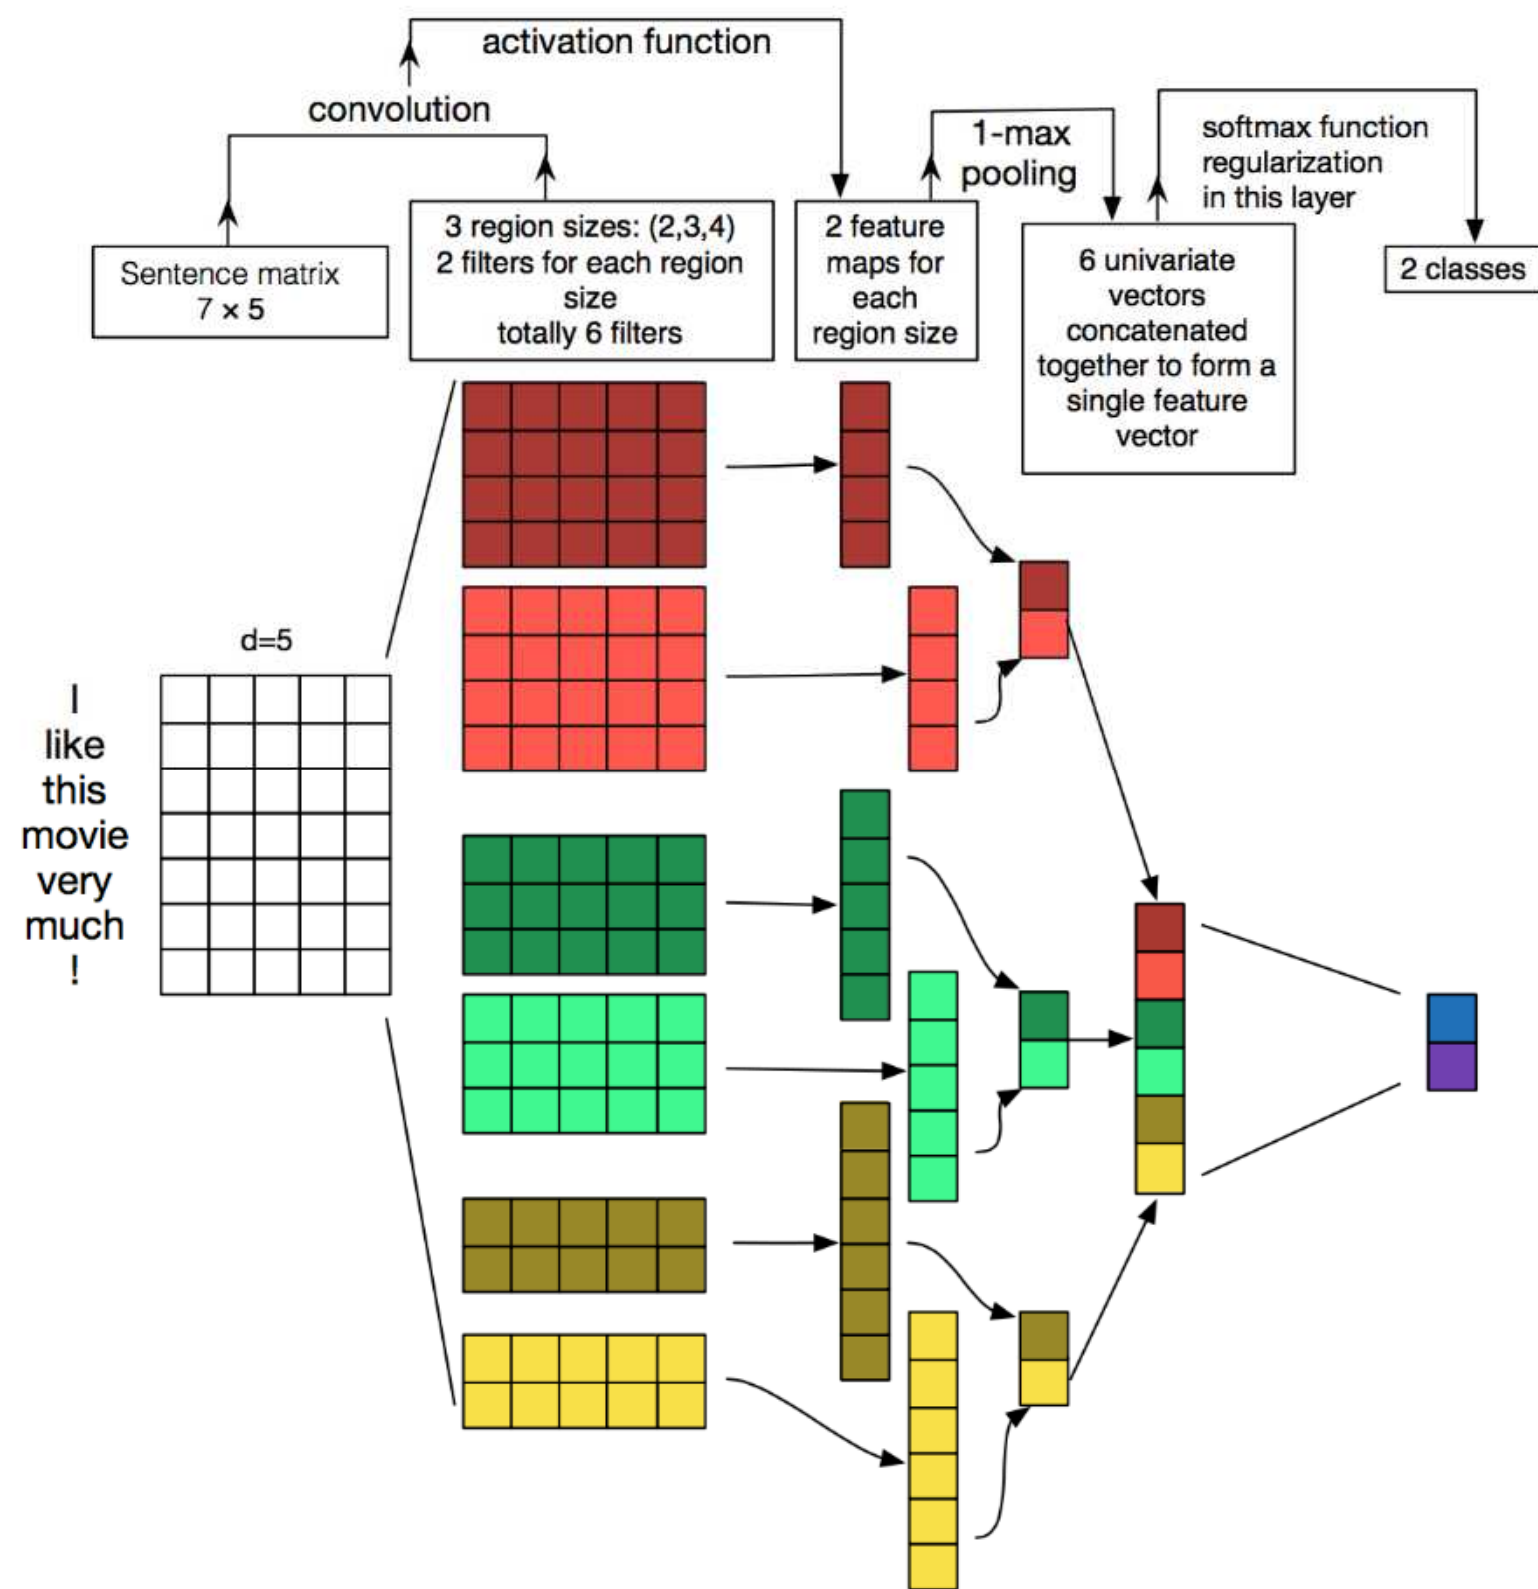 activation function
convolution
1-max
pooling
softmax function
regularization
in this layer
Sentence matrix
7 × 5
3 region sizes: (2,3,4)
2 filters for each region
size
totally 6 filters
2 feature
maps for
each
region size
6 univariate
vectors
concatenated
together to form a
single feature
vector
2 classes
d=5
I
like
this
movie
very
much
!